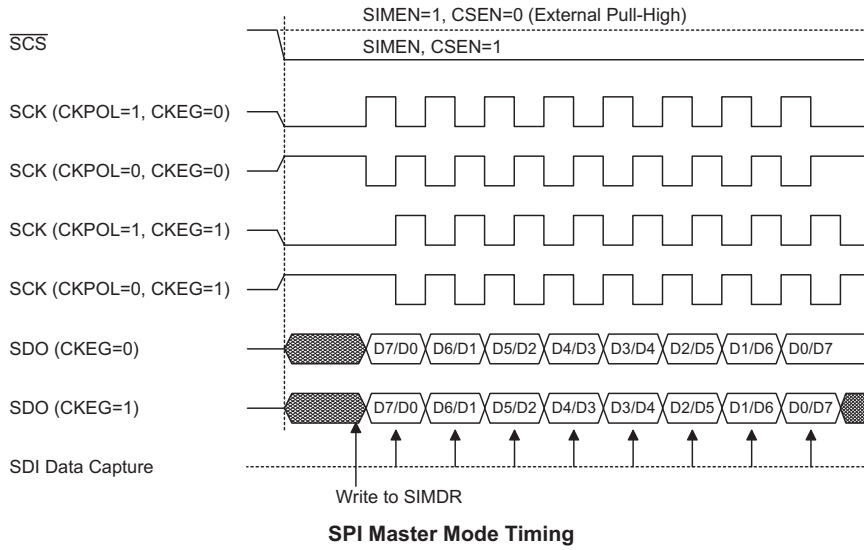 SIMEN=1, CSEN=0 (External Pull-High)
SCS
SIMEN, CSEN=1
SCK (CKPOL=1, CKEG=0)
SCK (CKPOL=0, CKEG=0)
SCK (CKPOL=1, CKEG=1)
SCK (CKPOL=0, CKEG=1)
SDO (CKEG=0) D7/D0 D6/D1 D5/D2 D4/D3 D3/D4 D2/D5 D1/D6 D0/D7
SDO (CKEG=1) D7/D0 D6/D1 D5/D2 D4/D3 D3/D4 D2/D5 D1/D6 D0/D7
SDI Data Capture
Write to SIMDR
SPI Master Mode Timing